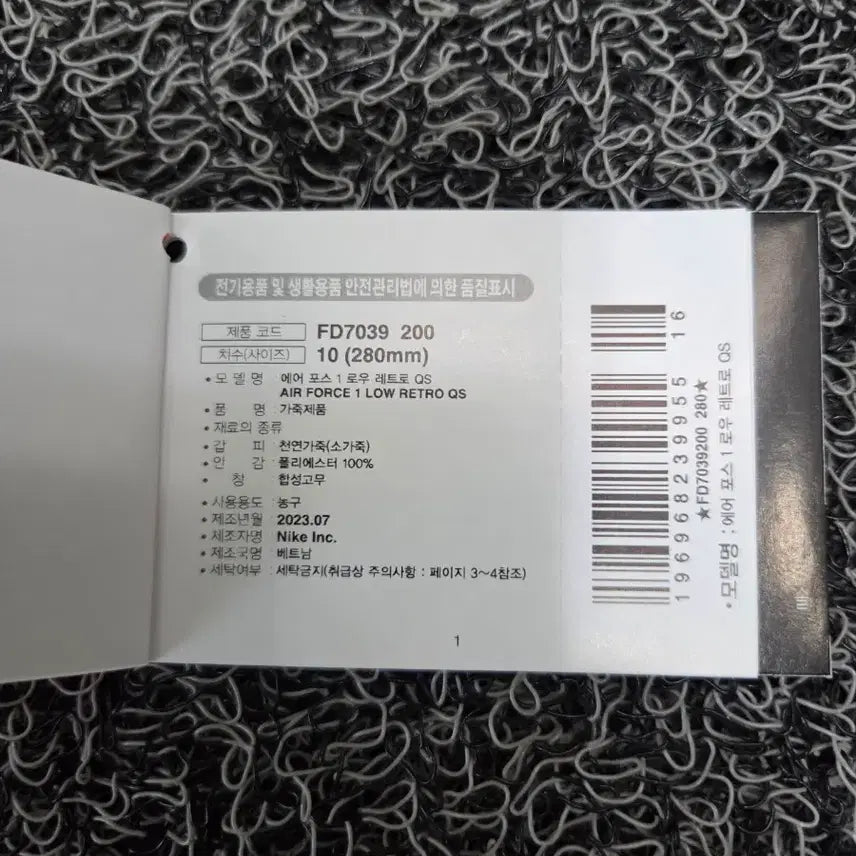 전기용품 및 생활용품 안전관리법에 의한 품질표시
제품 코드 FD7039 200
치수(사이즈) 10 (280mm)
• 모 델 명 : 에어 포스 1 로우 레트로 QS
AIR FORCE 1 LOW RETRO QS
• 품 명 : 가죽제품
• 재료의 종류
• 갑 피 : 천연가죽(소가죽)
• 안 감 : 폴리에스터 100%
• 창 : 합성고무
• 사용용도 : 농구
• 제조년월 : 2023.07
• 제조자명 : Nike Inc.
• 제조국명 : 베트남
• 세탁여부 : 세탁금지(취급상 주의사항 : 페이지 3~4참조)
1
196968239955 16
★FD7039200 280★
• 모델명 : 에어 포스 1 로우 레트로 QS